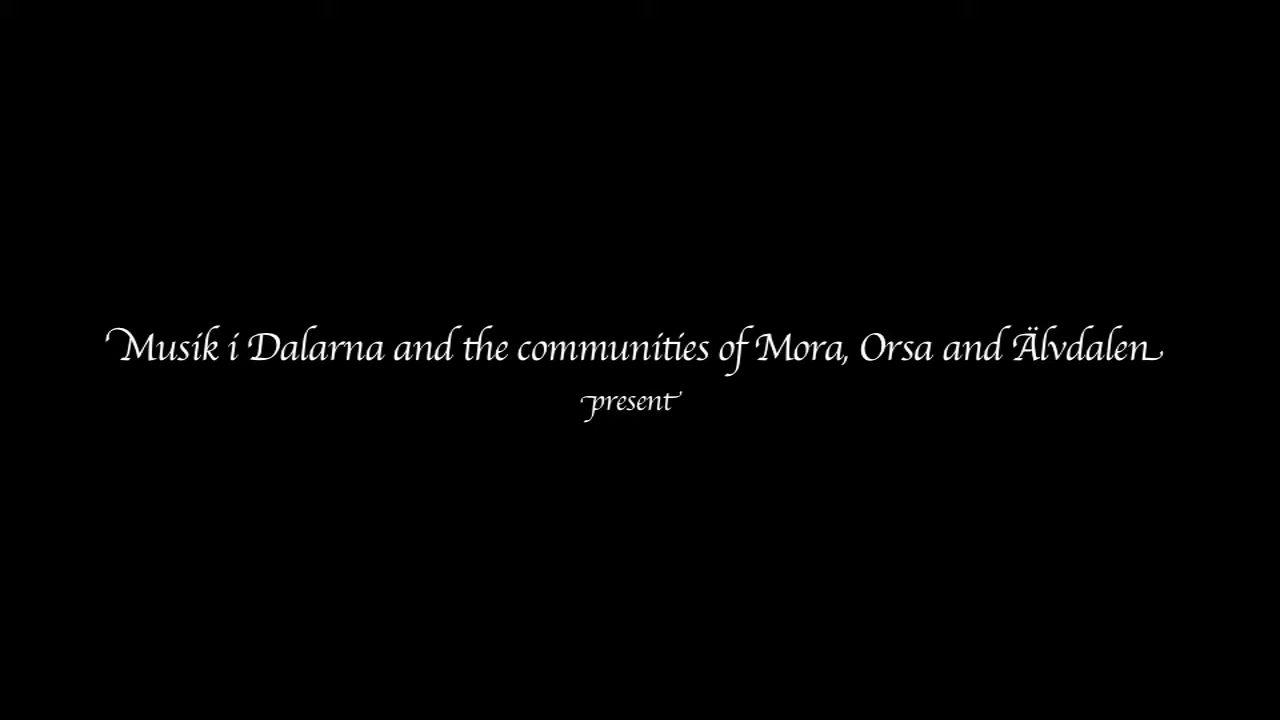 Musik i Dalarna and the communities of Mora, Orsa and Älvdalen
present